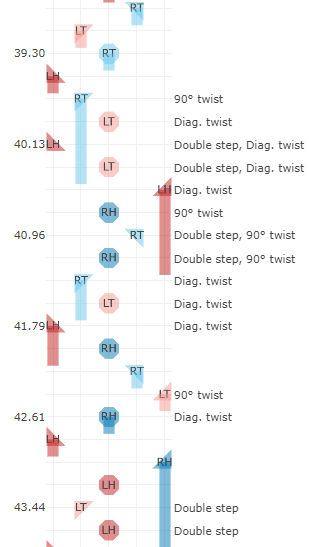 RT
LT
39.30 RT
LH
RT 90° twist
LT Diag. twist
40.13 LH Double step, Diag. twist
LT Double step, Diag. twist
LH Diag. twist
RH 90° twist
40.96 RT Double step, 90° twist
RH Double step, 90° twist
RT Diag. twist
LT Diag. twist
41.79 LH Diag. twist
RH
RT
LT 90° twist
42.61 RH Diag. twist
LH
RH
LH
43.44 LT Double step
LH Double step